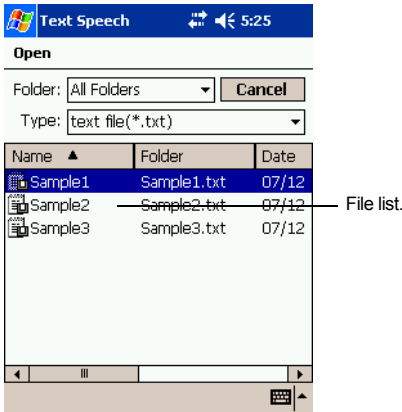 Text Speech 5:25
Open
Folder: All Folders Cancel
Type: text file(*.txt)
Name Folder Date
Sample1 Sample1.txt 07/12
Sample2 Sample2.txt 07/12 File list.
Sample3 Sample3.txt 07/12